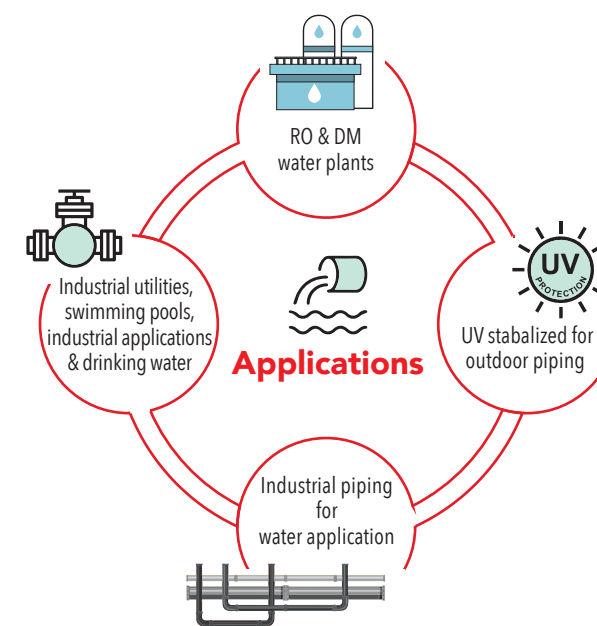 RO & DM
water plants
UV
PROTECTION
Industrial utilities,
swimming pools,
industrial applications
& drinking water
UV stabalized for
outdoor piping
Applications
Industrial piping
for
water application